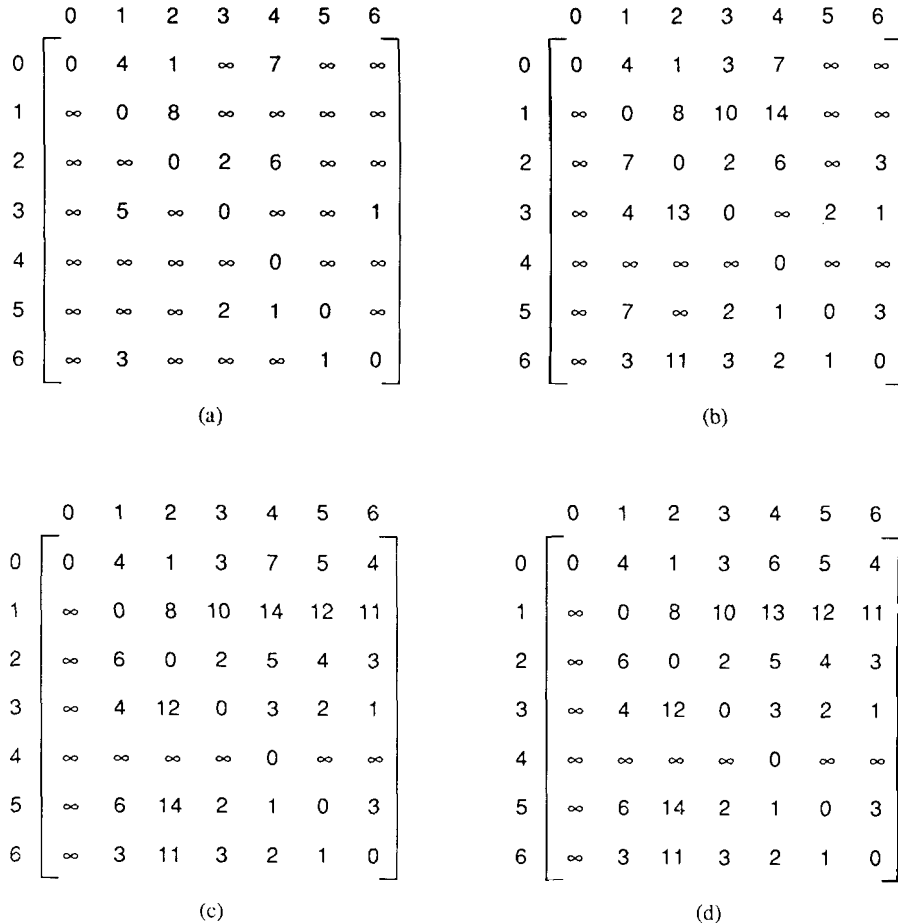 0 1 2 3 4 5 6
0 0 4 1 ∞ 7 ∞ ∞
1 ∞ 0 8 ∞ ∞ ∞ ∞
2 ∞ ∞ 0 2 6 ∞ ∞
3 ∞ 5 ∞ 0 ∞ ∞ 1
4 ∞ ∞ ∞ ∞ 0 ∞ ∞
5 ∞ ∞ ∞ 2 1 0 ∞
6 ∞ 3 ∞ ∞ ∞ 1 0
(a)
0 1 2 3 4 5 6
0 0 4 1 3 7 ∞ ∞
1 ∞ 0 8 10 14 ∞ ∞
2 ∞ 7 0 2 6 ∞ 3
3 ∞ 4 13 0 ∞ 2 1
4 ∞ ∞ ∞ ∞ 0 ∞ ∞
5 ∞ 7 ∞ 2 1 0 3
6 ∞ 3 11 3 2 1 0
(b)
0 1 2 3 4 5 6
0 0 4 1 3 7 5 4
1 ∞ 0 8 10 14 12 11
2 ∞ 6 0 2 5 4 3
3 ∞ 4 12 0 3 2 1
4 ∞ ∞ ∞ ∞ 0 ∞ ∞
5 ∞ 6 14 2 1 0 3
6 ∞ 3 11 3 2 1 0
(c)
0 1 2 3 4 5 6
0 0 4 1 3 6 5 4
1 ∞ 0 8 10 13 12 11
2 ∞ 6 0 2 5 4 3
3 ∞ 4 12 0 3 2 1
4 ∞ ∞ ∞ ∞ 0 ∞ ∞
5 ∞ 6 14 2 1 0 3
6 ∞ 3 11 3 2 1 0
(d)